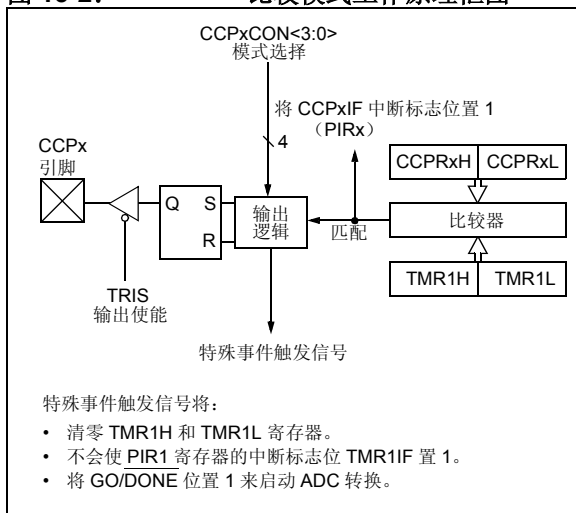 CCPxCON<3:0>
模式选择
将 CCPxIF 中断标志位置 1
（PIRx）
4
CCPx
引脚
CCPRxH CCPRxL
Q S
R
输出
逻辑
匹配
比较器
TMR1H TMR1L
TRIS
输出使能
特殊事件触发信号
特殊事件触发信号将：
• 清零 TMR1H 和 TMR1L 寄存器。
• 不会使 PIR1 寄存器的中断标志位 TMR1IF 置 1。
• 将 GO/DONE 位置 1 来启动 ADC 转换。